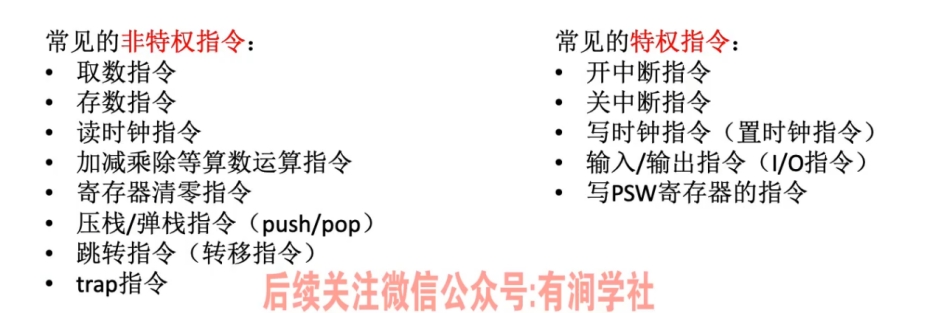 常见的非特权指令：
• 取数指令
• 存数指令
• 读时钟指令
• 加减乘除等算数运算指令
• 寄存器清零指令
• 压栈/弹栈指令（push/pop）
• 跳转指令（转移指令）
• trap指令
常见的特权指令：
• 开中断指令
• 关中断指令
• 写时钟指令（置时钟指令）
• 输入/输出指令（I/O指令）
• 写PSW寄存器的指令
后续关注微信公众号:有涧学社